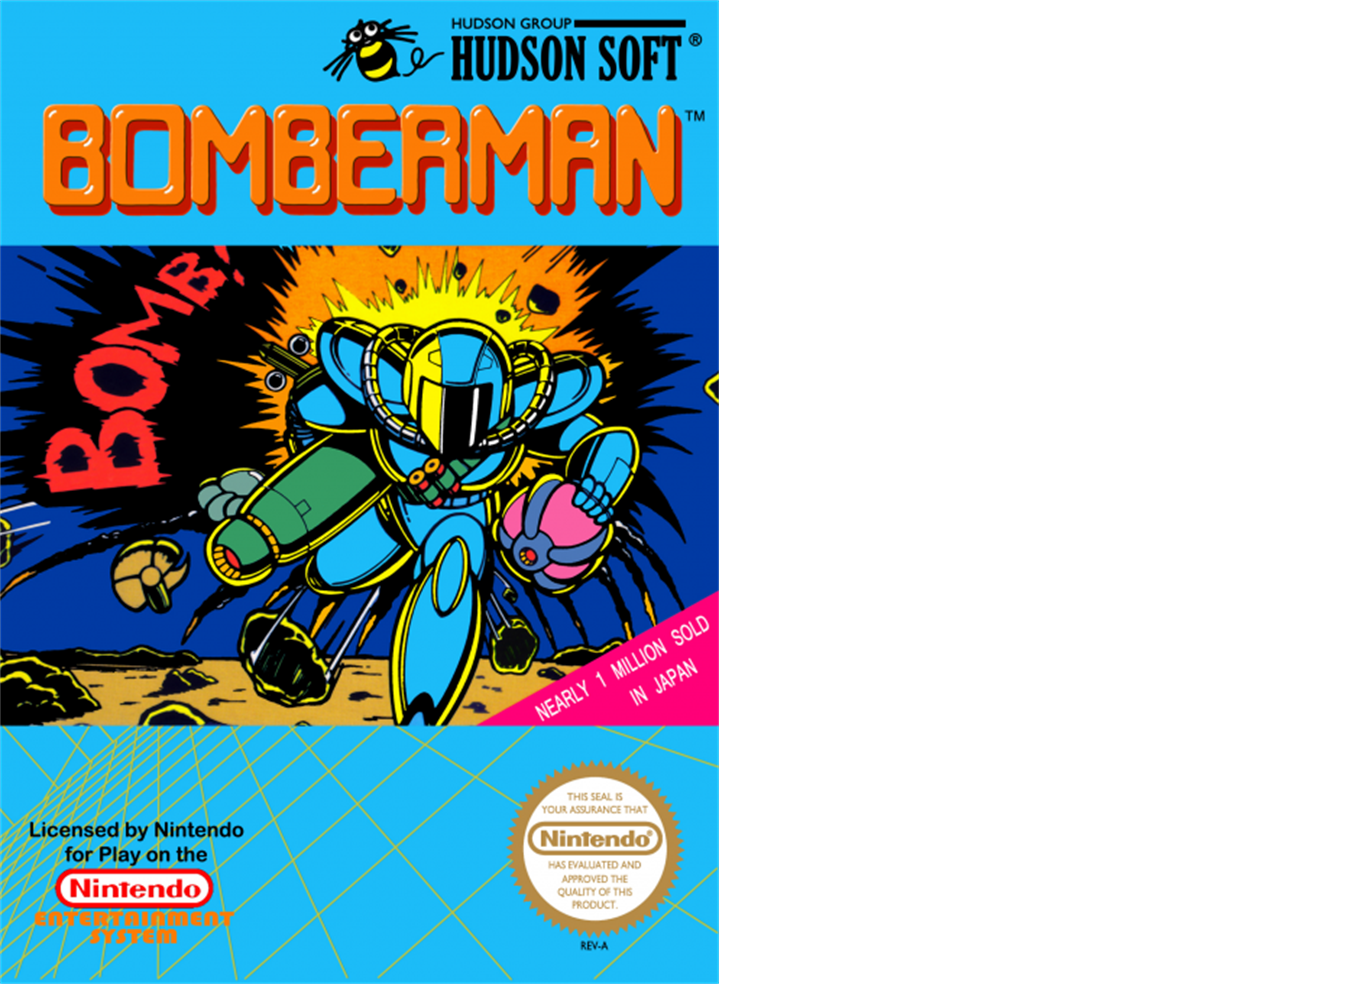 HUDSON GROUP
HUDSON SOFT®
BOMBERMAN™
BOMB!
NEARLY 1 MILLION SOLD
IN JAPAN
Licensed by Nintendo
for Play on the
Nintendo
ENTERTAINMENT
SYSTEM
THIS SEAL IS
YOUR ASSURANCE THAT
Nintendo®
HAS EVALUATED AND
APPROVED THE
QUALITY OF THIS
PRODUCT.
REV-A